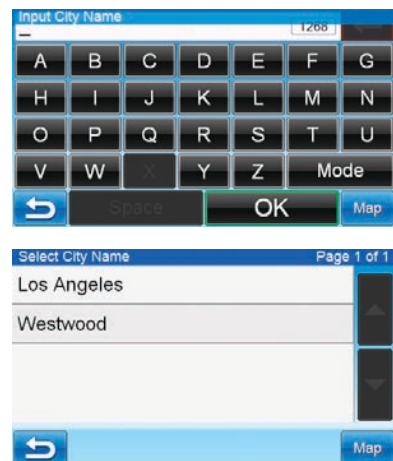 Input City Name
1268
A B C D E F G
H I J K L M N
O P Q R S T U
V W X Y Z Mode
Space OK Map
Select City Name Page 1 of 1
Los Angeles
Westwood
Map